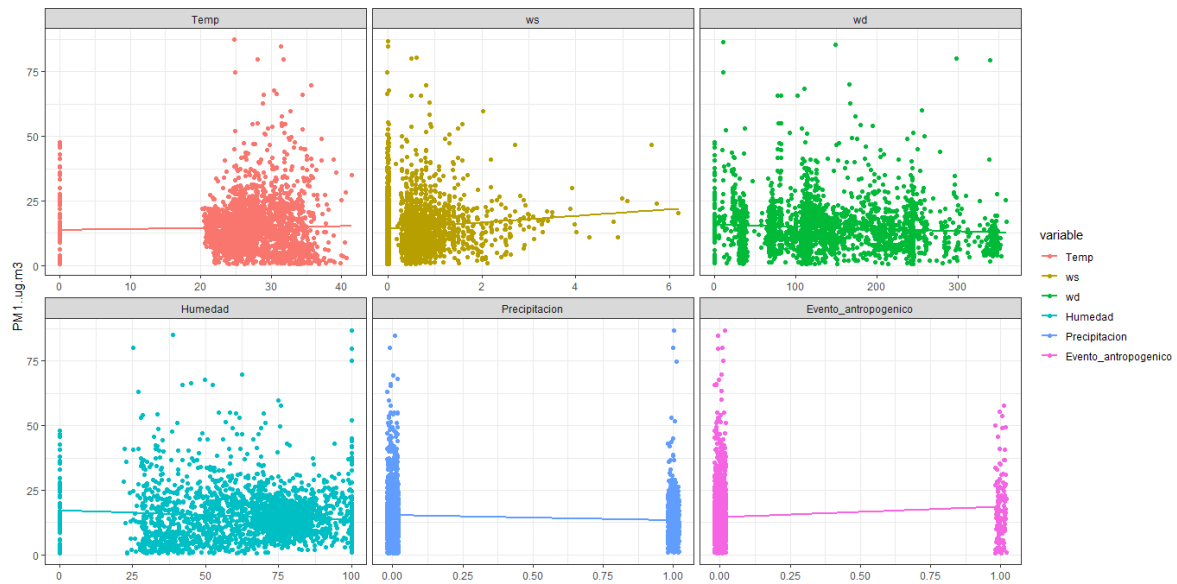 Temp
ws
wd
75
50
25
0
0
10
20
30
40
0
2
4
6
0
100
200
300
PM1..ug.m3
Humedad
Precipitacion
Evento_antropogenico
75
50
25
0
0
25
50
75
100
0.00
0.25
0.50
0.75
1.00
0.00
0.25
0.50
0.75
1.00
variable
Temp
ws
wd
Humedad
Precipitacion
Evento_antropogenico